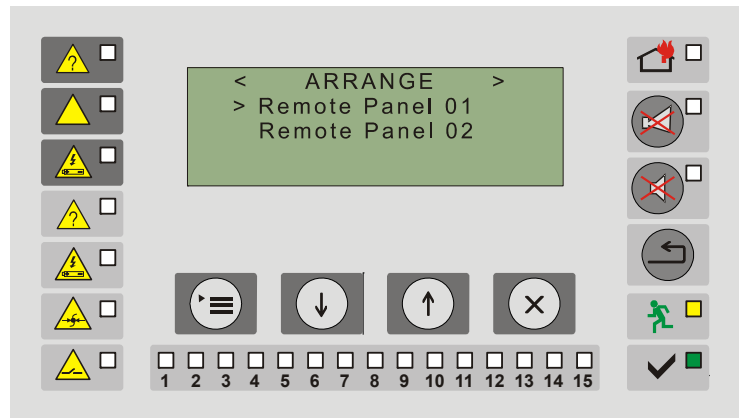 < ARRANGE >
> Remote Panel 01
Remote Panel 02
?
?
1 2 3 4 5 6 7 8 9 10 11 12 13 14 15